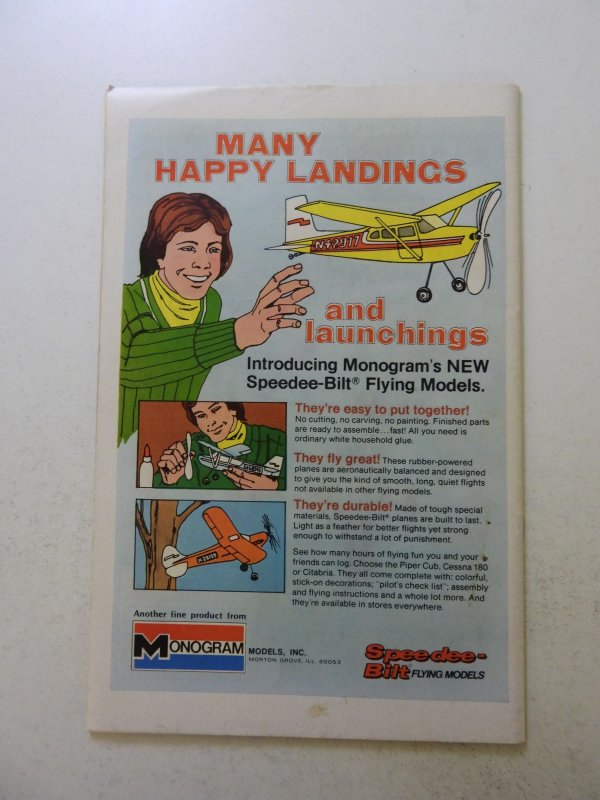 MANY
HAPPY LANDINGS
N42917
and
launchings
Introducing Monogram's NEW
Speedee-Bilt® Flying Models.
They're easy to put together!
No cutting, no carving, no painting. Finished parts
are ready to assemble...fast! All you need is
ordinary white household glue.
They fly great! These rubber-powered
planes are aeronautically balanced and designed
to give you the kind of smooth, long, quiet flights
not available in other flying models.
They're durable! Made of tough special
materials, Speedee-Bilt® planes are built to last.
Light as a feather for better flights yet strong
enough to withstand a lot of punishment.
See how many hours of flying fun you and your
friends can log. Choose the Piper Cub, Cessna 180
or Citabria. They all come complete with: colorful,
stick-on decorations; "pilot's check list"; assembly
and flying instructions and a whole lot more. And
they're available in stores everywhere.
Another fine product from
M
MONOGRAM MODELS, INC.
MORTON GROVE, ILL. 60053
Speedee-
Bilt FLYING MODELS